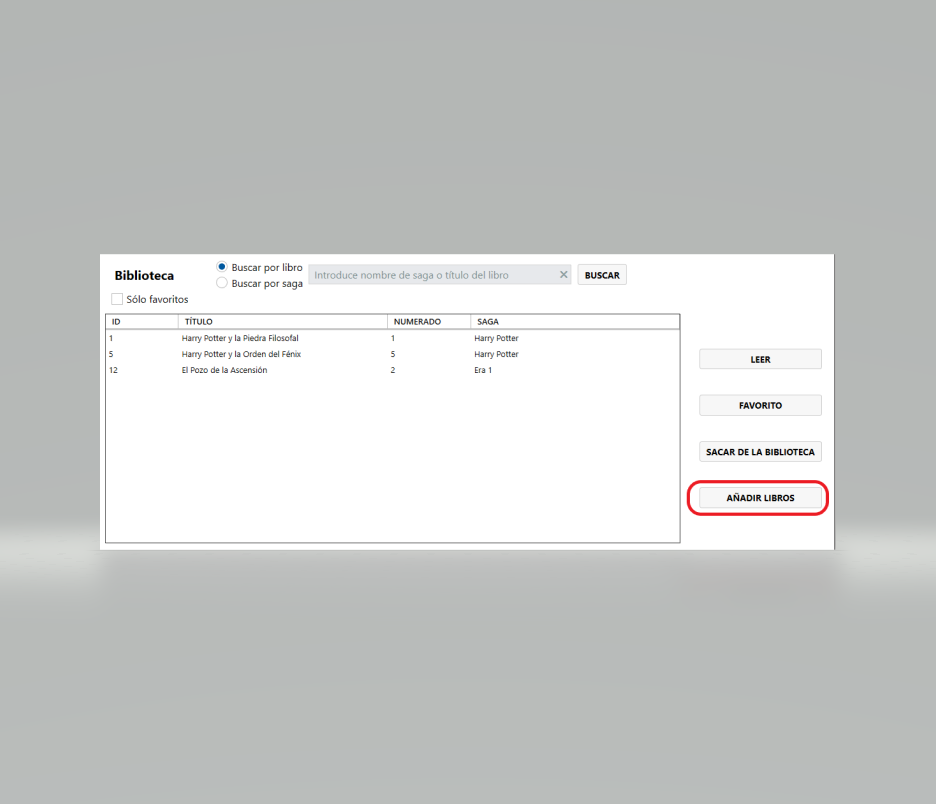 Biblioteca
Buscar por libro
Buscar por saga
Introduce nombre de saga o título del libro
BUSCAR
Sólo favoritos
ID TÍTULO NUMERADO SAGA
1 Harry Potter y la Piedra Filosofal 1 Harry Potter
5 Harry Potter y la Orden del Fénix 5 Harry Potter
12 El Pozo de la Ascensión 2 Era 1
LEER
FAVORITO
SACAR DE LA BIBLIOTECA
AÑADIR LIBROS